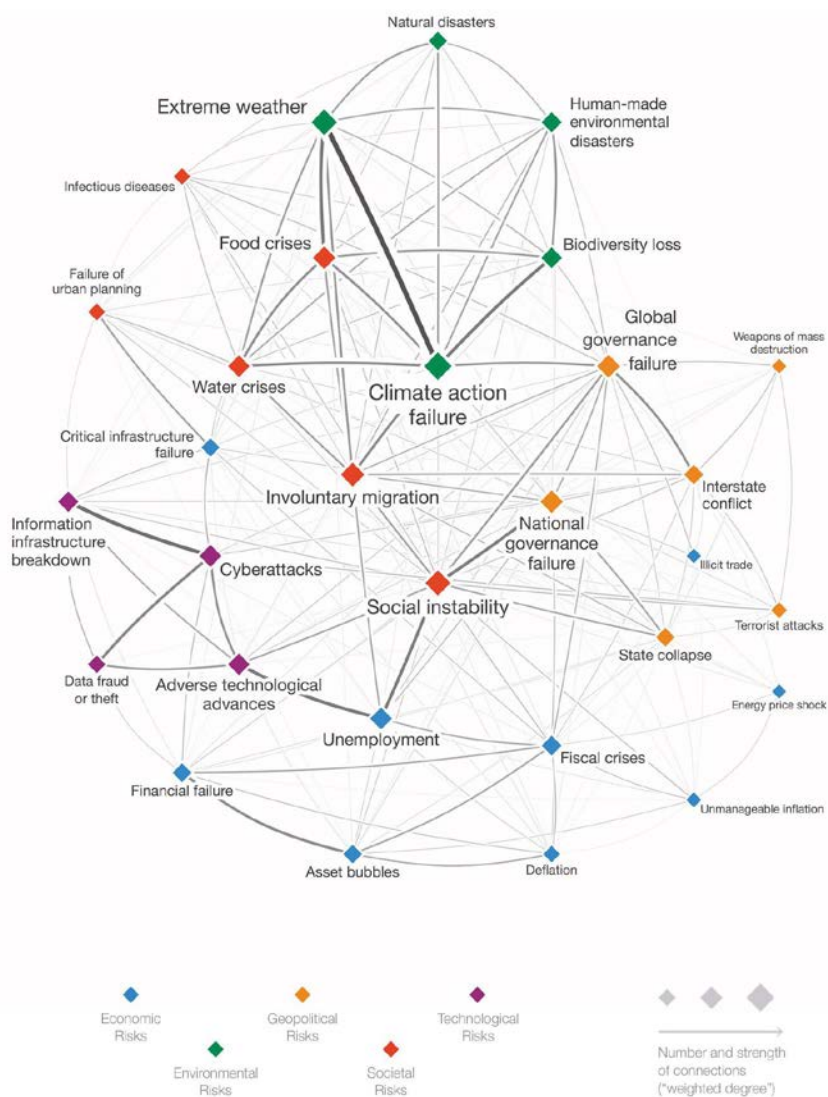 Natural disasters
Extreme weather
Human-made
environmental
disasters
Infectious diseases
Food crises
Biodiversity loss
Failure of
urban planning
Global
governance
failure
Weapons of mass
destruction
Water crises
Climate action
failure
Critical infrastructure
failure
Involuntary migration
Interstate
conflict
Information
infrastructure
breakdown
National
governance
failure
Cyberattacks
Illicit trade
Social instability
Terrorist attacks
State collapse
Data fraud
or theft
Adverse technological
advances
Energy price shock
Unemployment
Fiscal crises
Financial failure
Unmanageable inflation
Asset bubbles
Deflation
Economic
Risks
Geopolitical
Risks
Technological
Risks
Environmental
Risks
Societal
Risks
Number and strength
of connections
("weighted degree")